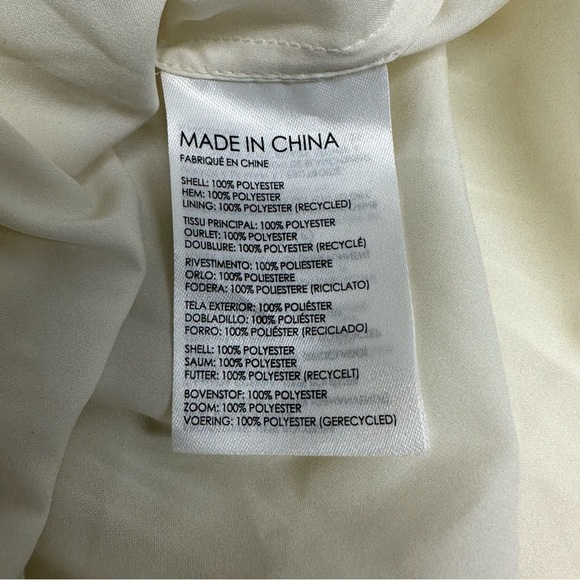 MADE IN CHINA
FABRIQUÉ EN CHINE
SHELL: 100% POLYESTER
HEM: 100% POLYESTER
LINING: 100% POLYESTER (RECYCLED)
TISSU PRINCIPAL: 100% POLYESTER
OURLET: 100% POLYESTER
DOUBLURE: 100% POLYESTER (RECYCLÉ)
RIVESTIMENTO: 100% POLIESTERE
ORLO: 100% POLIESTERE
FODERA: 100% POLIESTERE (RICICLATO)
TELA EXTERIOR: 100% POLIÉSTER
DOBLADILLO: 100% POLIÉSTER
FORRO: 100% POLIÉSTER (RECICLADO)
SHELL: 100% POLYESTER
SAUM: 100% POLYESTER
FUTTER: 100% POLYESTER (RECYCELT)
BOVENSTOF: 100% POLYESTER
ZOOM: 100% POLYESTER
VOERING: 100% POLYESTER (GERECYCLED)